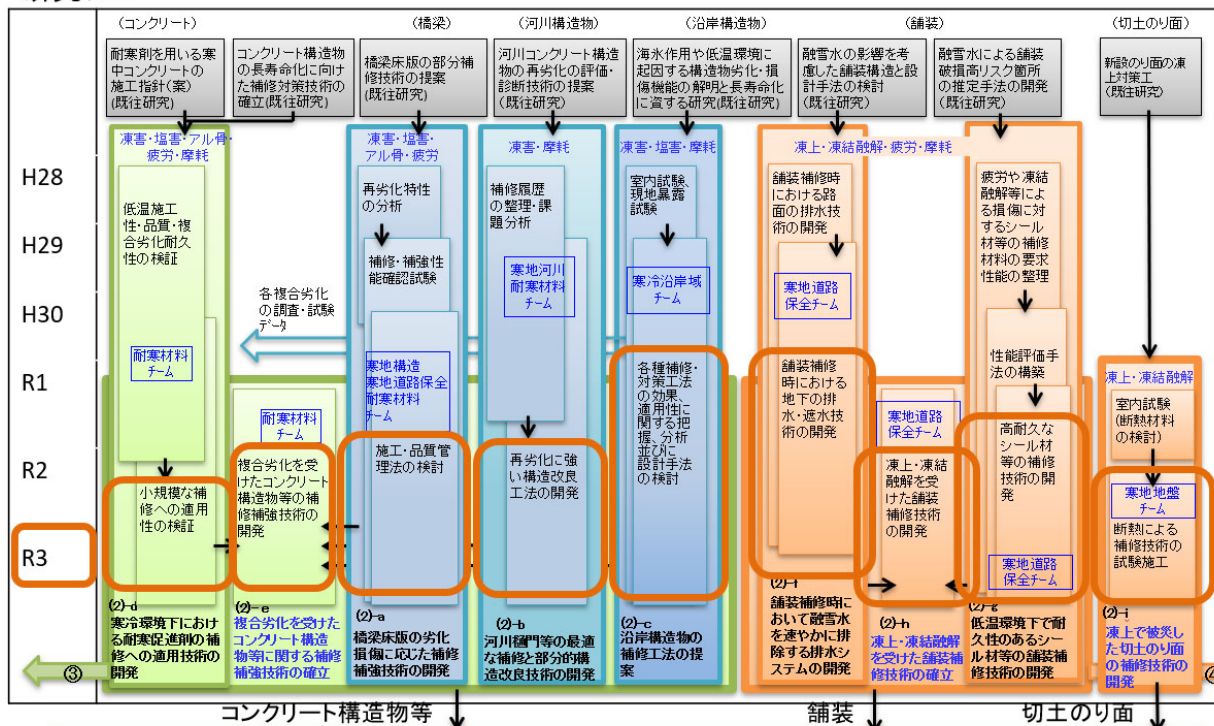 (コンクリート)
(橋梁)
(河川構造物)
(沿岸構造物)
(舗装)
(切土のり面)
耐寒剤を用いる寒
中コンクリートの
施工指針(案)
(既往研究)
コンクリート構造物
の長寿命化に向け
た補修対策技術の
確立(既往研究)
橋梁床版の部分補
修技術の提案
(既往研究)
河川コンクリート構造
物の再劣化の評価・
診断技術の提案
(既往研究)
海水作用や低温環境に
起因する構造物劣化・損
傷機能の解明と長寿命化
に資する研究(既往研究)
融雪水の影響を考
慮した舗装構造と設
計手法の検討
(既往研究)
融雪水による舗装
破損高リスク箇所
の推定手法の開発
(既往研究)
新設のり面の凍
上対策工
(既往研究)
H28
H29
H30
R1
R2
R3
凍害・塩害・アル骨・
疲労・摩耗
低温施工
性・品質・複
合劣化耐久
性の検証
耐寒材料
チーム
小規模な補
修への適用
性の検証
(2)-d
寒冷環境下におけ
る耐寒促進剤の補
修への適用技術の
開発
③
各複合劣化
の調査・試験
データ
耐寒材料
チーム
複合劣化を受
けたコンクリート
構造物等の補
修補強技術の
開発
(2)-e
複合劣化を受けた
コンクリート構造
物等に関する補修
補強技術の確立
凍害・塩害・
アル骨・疲労
再劣化特性
の分析
補修・補強性
能確認試験
寒地構造
寒地道路保全
耐寒材料
チーム
施工・品質管
理法の検討
(2)-a
橋梁床版の劣化
損傷に応じた補修
補強技術の開発
凍害・摩耗
補修履歴
の整理・課
題分析
寒地河川
耐寒材料
チーム
再劣化に強
い構造改良
工法の開発
(2)-b
河川樋門等の最適
な補修と部分的構
造改良技術の開発
凍害・塩害・摩耗
室内試験、
現地暴露
試験
寒冷沿岸域
チーム
各種補修・
対策工法
の効果、
適用性に
関する把
握、分析
並びに
設計手法
の検討
(2)-c
沿岸構造物の
補修工法の提
案
凍上・凍結融解・疲労・摩耗
舗装補修時
における路
面の排水技
術の開発
寒地道路
保全チーム
舗装補修
時における
地下の排
水・遮水技
術の開発
(2)-f
舗装補修時に
おいて融雪水
を速やかに排
除する排水シ
ステムの開発
寒地道路
保全チーム
凍上・凍結
融解を受
けた舗装
補修技術の
開発
(2)-h
凍上・凍結融解
を受けた舗装補
修技術の確立
疲労や凍結
融解等によ
る損傷に対
するシール
材等の補修
材料の要求
性能の整理
性能評価手
法の構築
高耐久な
シール材
等の補修
技術の開
発
寒地道路
保全チーム
(2)-g
低温環境下で耐
久性のあるシー
ル材等の舗装補
修技術の開発
凍上・凍結融解
室内試験
(断熱材料
の検討)
寒地地盤
チーム
断熱による
補修技術の
試験施工
(2)-i
凍上で被災し
た切土のり面
の補修技術の
開発
④
コンクリート構造物等
舗装
切土のり面